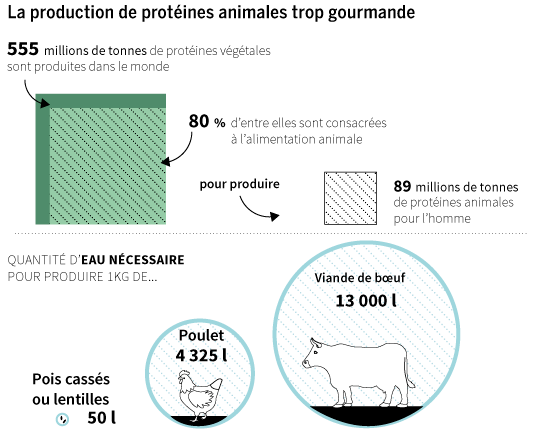 La production de protéines animales trop gourmande
555 millions de tonnes de protéines végétales
sont produites dans le monde
80 % d'entre elles sont consacrées
à l'alimentation animale
pour produire
89 millions de tonnes
de protéines animales
pour l'homme
QUANTITÉ D'EAU NÉCESSAIRE
POUR PRODUIRE 1KG DE...
Viande de bœuf
13 000 l
Poulet
4 325 l
Pois cassés
ou lentilles
50 l